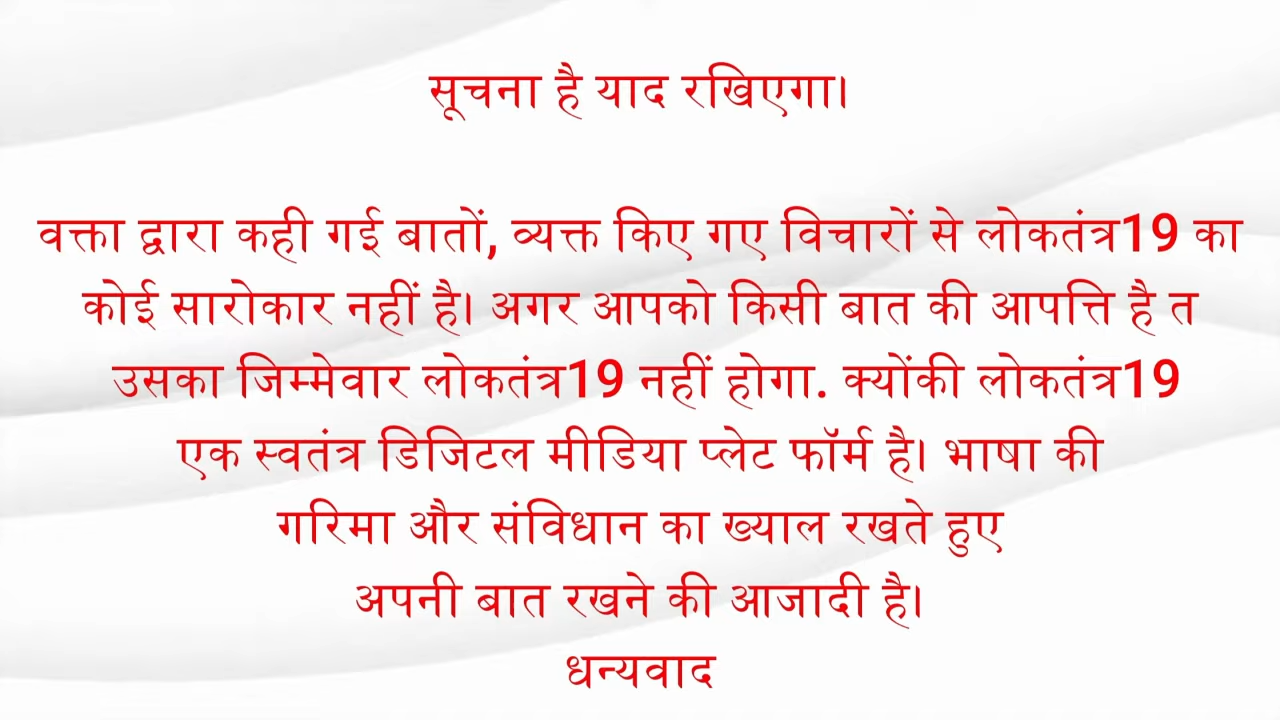 सूचना है याद रखिएगा।
वक्ता द्वारा कही गई बातों, व्यक्त किए गए विचारों से लोकतंत्र19 का
कोई सारोकार नहीं है। अगर आपको किसी बात की आपत्ति है त
उसका जिम्मेवार लोकतंत्र19 नहीं होगा. क्योंकी लोकतंत्र19
एक स्वतंत्र डिजिटल मीडिया प्लेट फॉर्म है। भाषा की
गरिमा और संविधान का ख्याल रखते हुए
अपनी बात रखने की आजादी है।
धन्यवाद